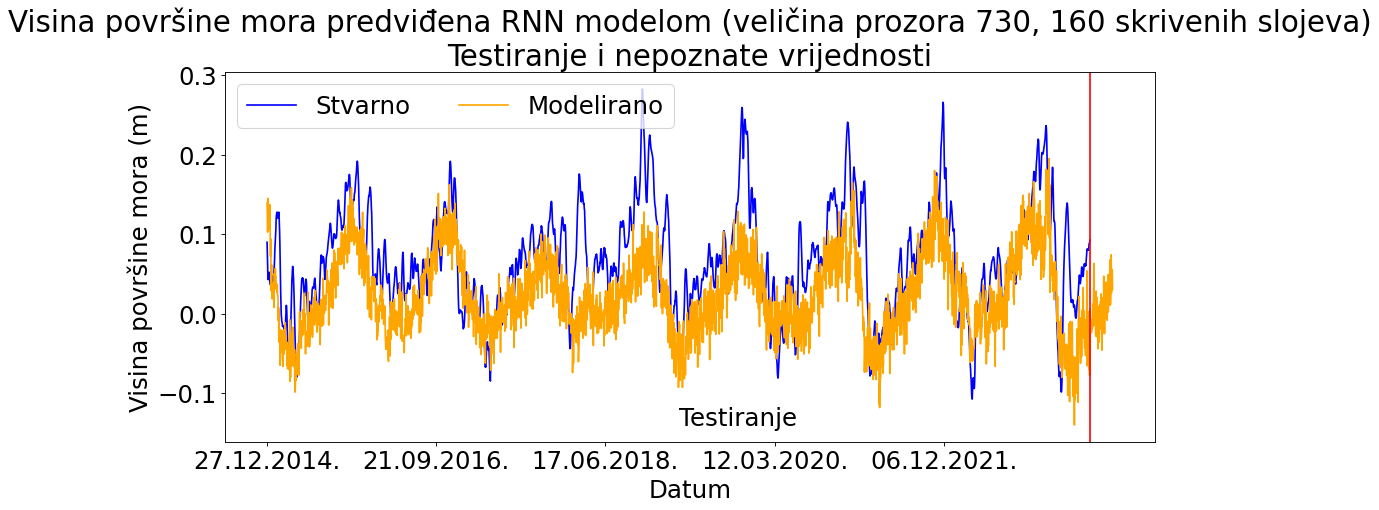 Visina površine mora predviđena RNN modelom (veličina prozora 730, 160 skrivenih slojeva)
Testiranje i nepoznate vrijednosti
Stvarno
Modelirano
Visina površine mora (m)
0.3
0.2
0.1
0.0
−0.1
Testiranje
27.12.2014.
21.09.2016.
17.06.2018.
12.03.2020.
06.12.2021.
Datum